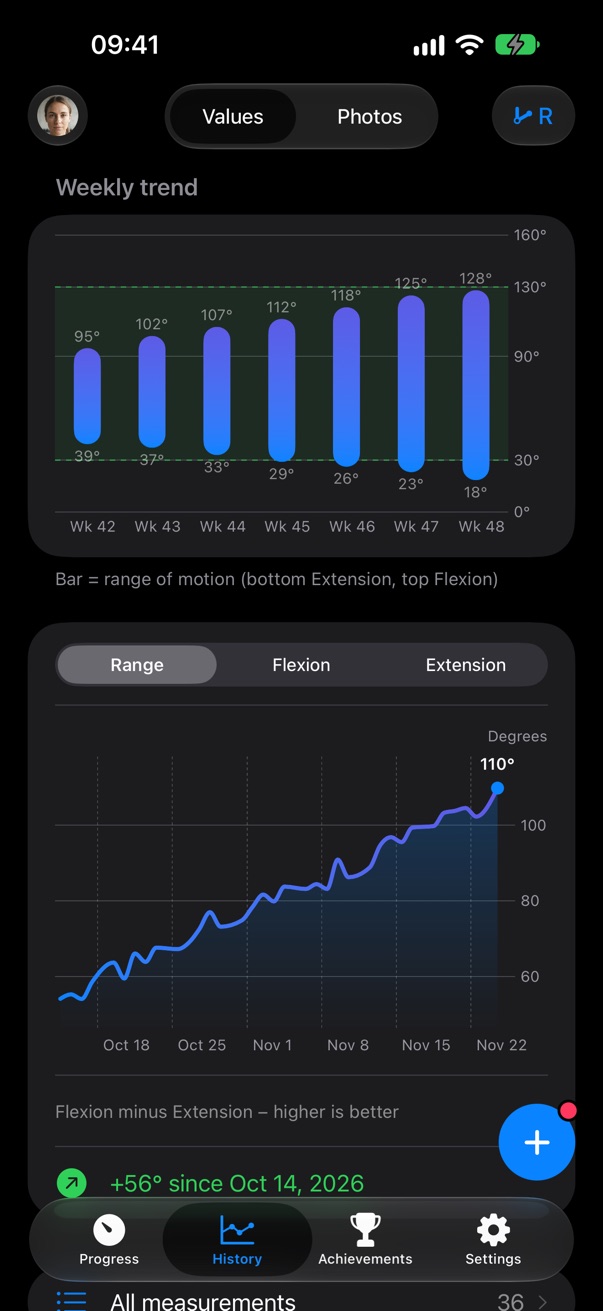 09:41
Values Photos R
Weekly trend
160°
130°
90°
30°
0°
95° 102° 107° 112° 118° 125° 128°
39° 37° 33° 29° 26° 23° 18°
Wk 42 Wk 43 Wk 44 Wk 45 Wk 46 Wk 47 Wk 48
Bar = range of motion (bottom Extension, top Flexion)
Range Flexion Extension
Degrees
110°
100
80
60
Oct 18 Oct 25 Nov 1 Nov 8 Nov 15 Nov 22
Flexion minus Extension – higher is better
+
+56° since Oct 14, 2026
Progress History Achievements Settings
All measurements 36